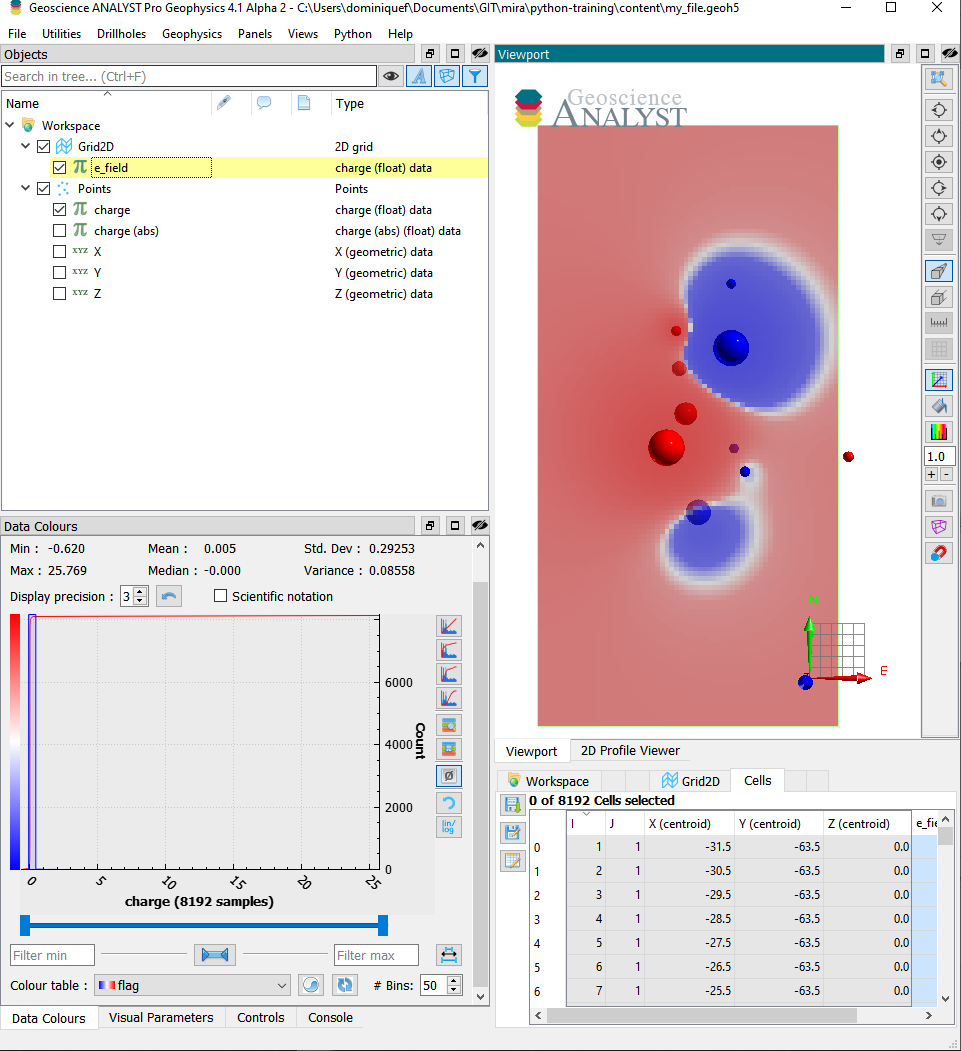 Geoscience ANALYST Pro Geophysics 4.1 Alpha 2 - C:\Users\dominiquef\Documents\GIT\mira\python-training\content\my_file.geoh5
File Utilities Drillholes Geophysics Panels Views Python Help
Objects
Search in tree... (Ctrl+F)
Name Type
Workspace
Grid2D 2D grid
π e_field charge (float) data
Points Points
π charge charge (float) data
π charge (abs) charge (abs) (float) data
XYZ X X (geometric) data
XYZ Y Y (geometric) data
XYZ Z Z (geometric) data
Data Colours
Min : -0.620 Mean : 0.005 Std. Dev : 0.29253
Max : 25.769 Median : -0.000 Variance : 0.08558
Display precision : 3 Scientific notation
6000
4000
2000
0
Count
0 5 10 15 20 25
charge (8192 samples)
lin/
log
Filter min Filter max
Colour table : flag # Bins: 50
Data Colours Visual Parameters Controls Console
Viewport
Geoscience
ANALYST
N
E
1.0
+ -
Viewport 2D Profile Viewer
Workspace Grid2D Cells
0 of 8192 Cells selected
I J X (centroid) Y (centroid) Z (centroid) e_fie
0 1 1 -31.5 -63.5 0.0
1 2 1 -30.5 -63.5 0.0
2 3 1 -29.5 -63.5 0.0
3 4 1 -28.5 -63.5 0.0
4 5 1 -27.5 -63.5 0.0
5 6 1 -26.5 -63.5 0.0
6 7 1 -25.5 -63.5 0.0